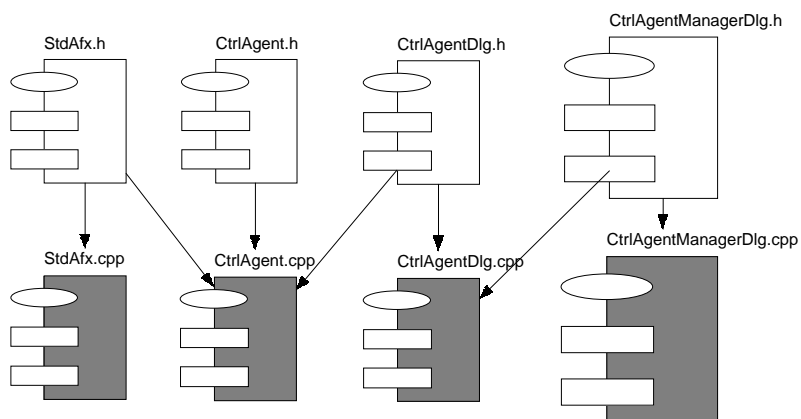 StdAfx.h
CtrlAgent.h
CtrlAgentDlg.h
CtrlAgentManagerDlg.h
StdAfx.cpp
CtrlAgent.cpp
CtrlAgentDlg.cpp
CtrlAgentManagerDlg.cpp